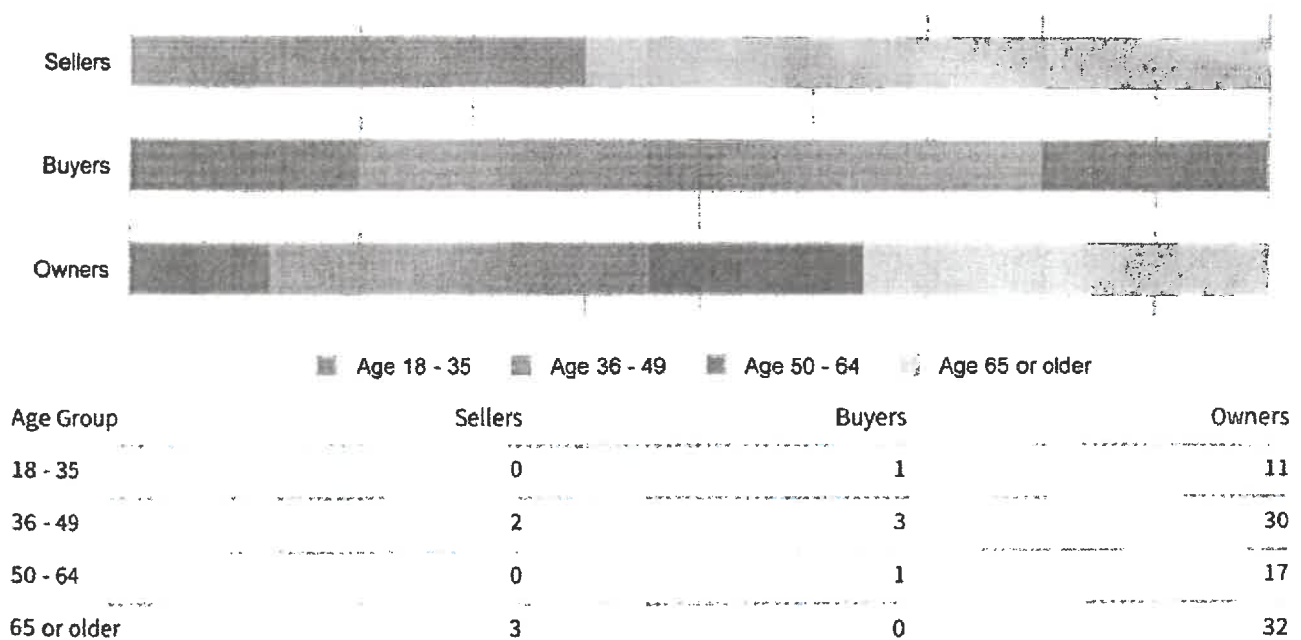 Sellers
Buyers
Owners
Age 18 - 35 Age 36 - 49 Age 50 - 64 Age 65 or older
Age Group Sellers Buyers Owners
18 - 35 0 1 11
36 - 49 2 3 30
50 - 64 0 1 17
65 or older 3 0 32